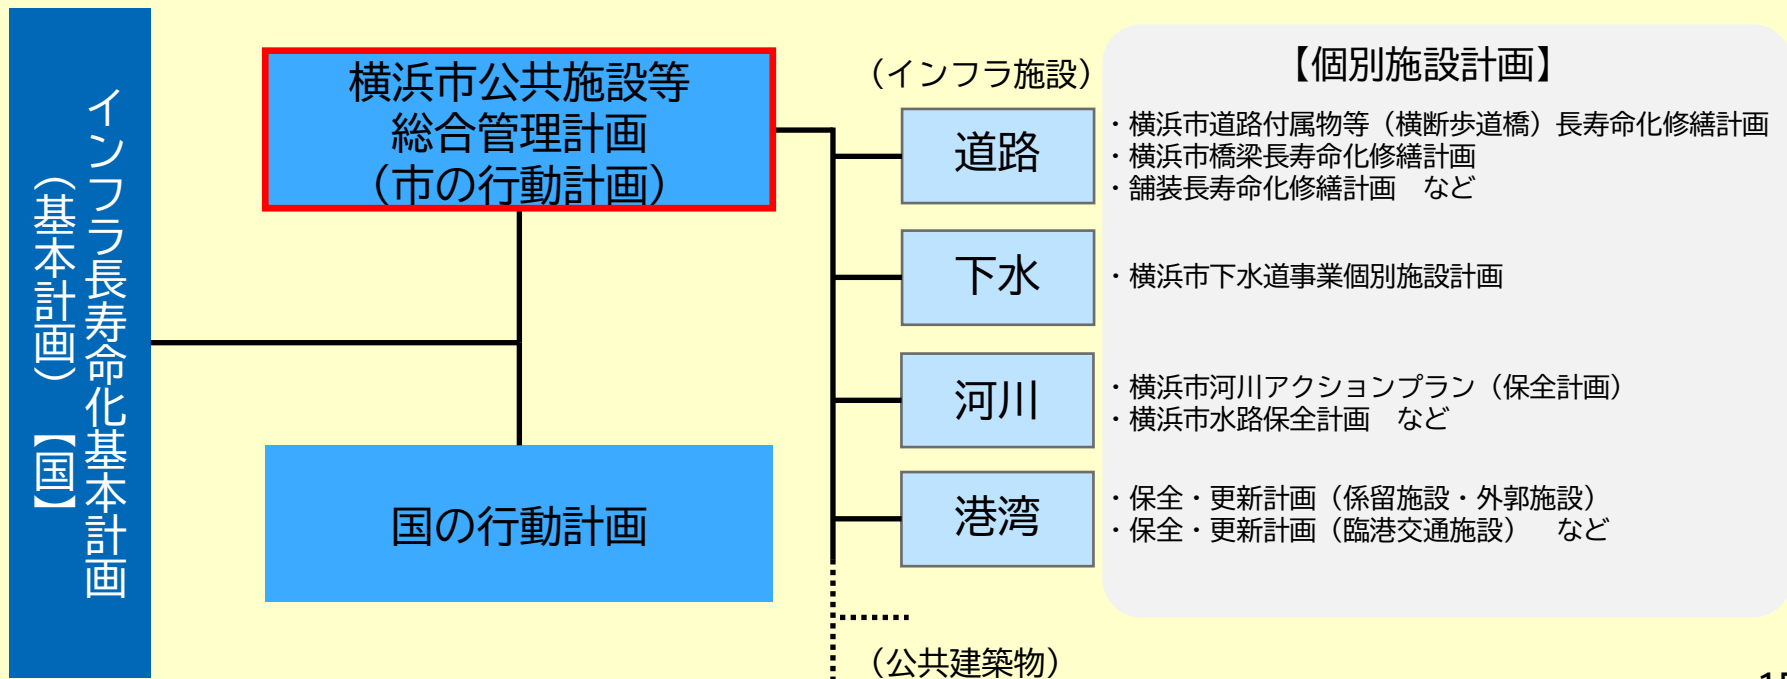 インフラ長寿命化基本計画
（基本計画）【国】
横浜市公共施設等
総合管理計画
（市の行動計画）
国の行動計画
（インフラ施設）
道路
下水
河川
港湾
（公共建築物）
【個別施設計画】
・横浜市道路付属物等（横断歩道橋）長寿命化修繕計画
・横浜市橋梁長寿命化修繕計画
・舗装長寿命化修繕計画　など
・横浜市下水道事業個別施設計画
・横浜市河川アクションプラン（保全計画）
・横浜市水路保全計画　など
・保全・更新計画（係留施設・外郭施設）
・保全・更新計画（臨港交通施設）　など